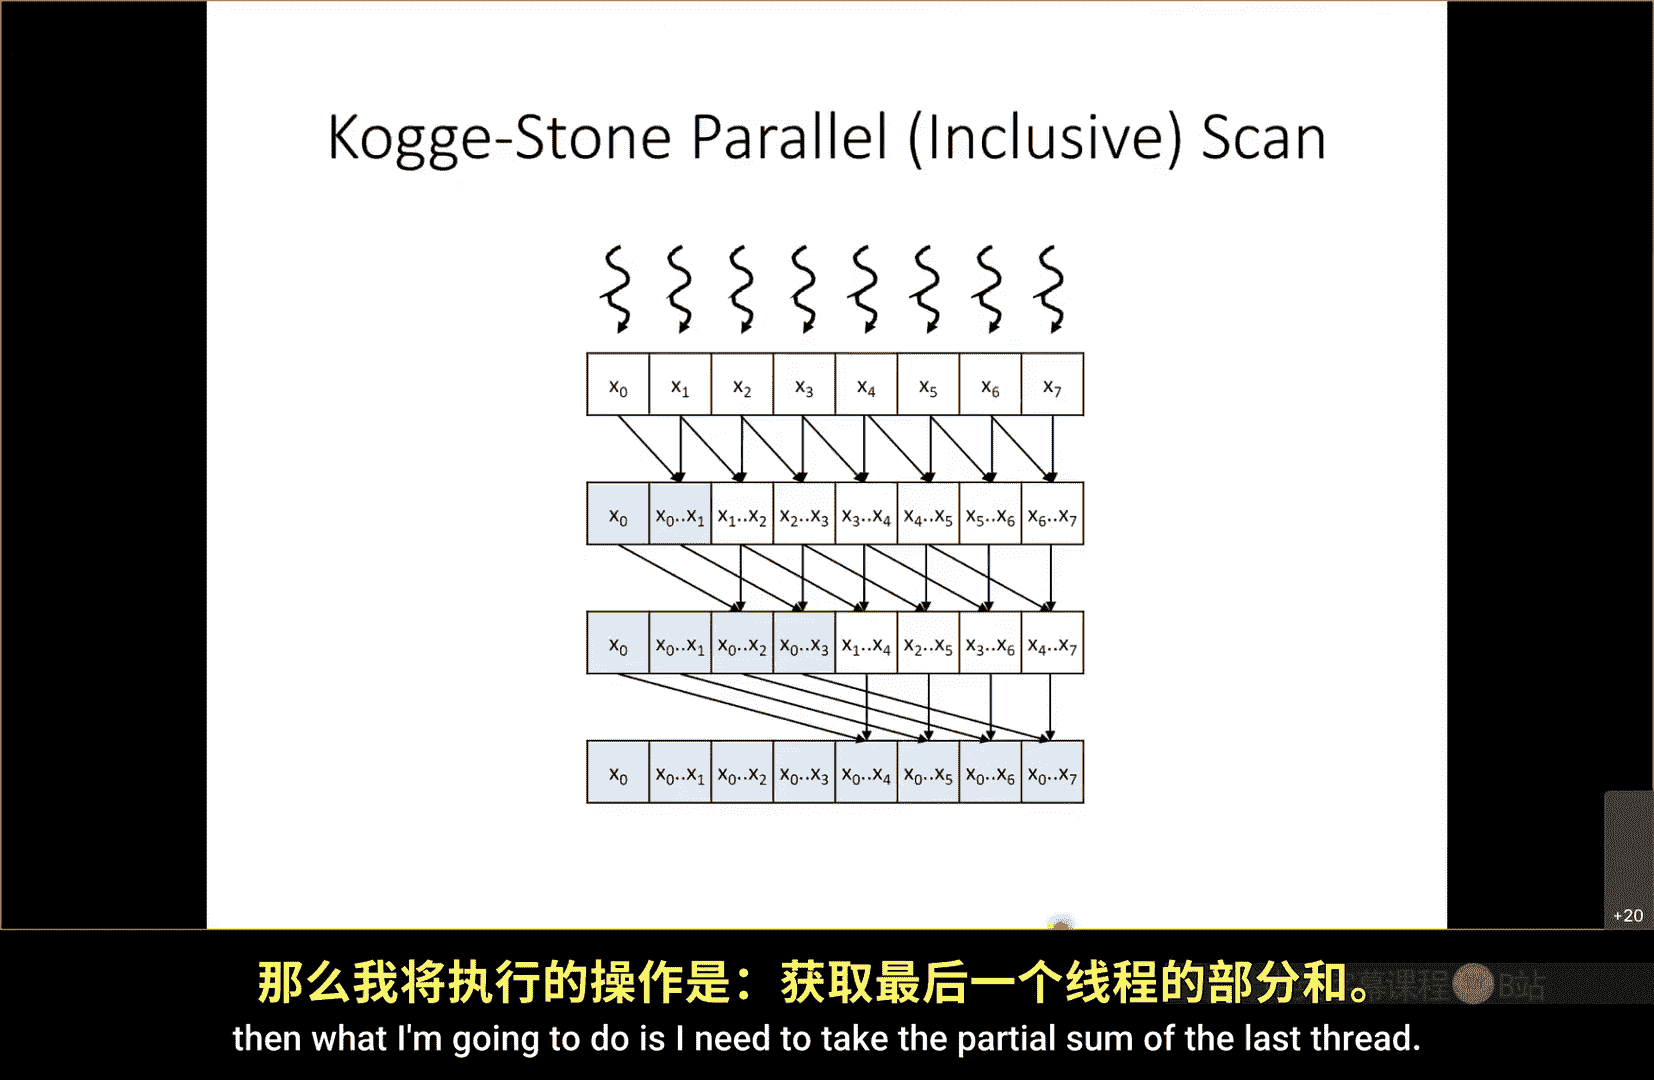 Kogge-Stone Parallel (Inclusive) Scan
x₀ x₁ x₂ x₃ x₄ x₅ x₆ x₇
x₀ x₀..x₁ x₁..x₂ x₂..x₃ x₃..x₄ x₄..x₅ x₅..x₆ x₆..x₇
x₀ x₀..x₁ x₀..x₂ x₀..x₃ x₁..x₄ x₂..x₅ x₃..x₆ x₄..x₇
x₀ x₀..x₁ x₀..x₂ x₀..x₃ x₀..x₄ x₀..x₅ x₀..x₆ x₀..x₇
+20
那么我将执行的操作是：获取最后一个线程的部分和。
幕课程 B站
then what I'm going to do is I need to take the partial sum of the last thread.